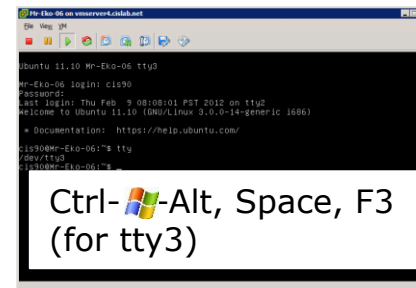 Mr-Eko-06 on vmserver4.cislab.net
File View VM
Ubuntu 11.10 Mr-Eko-06 tty3
Mr-Eko-06 login: cis90
Password:
Last login: Thu Feb  9 08:08:01 PST 2012 on tty2
Welcome to Ubuntu 11.10 (GNU/Linux 3.0.0-14-generic i686)
* Documentation:  https://help.ubuntu.com/
cis90@Mr-Eko-06:~$ tty
/dev/tty3
cis90@Mr-Eko-06:~$ _
Ctrl- -Alt, Space, F3
(for tty3)